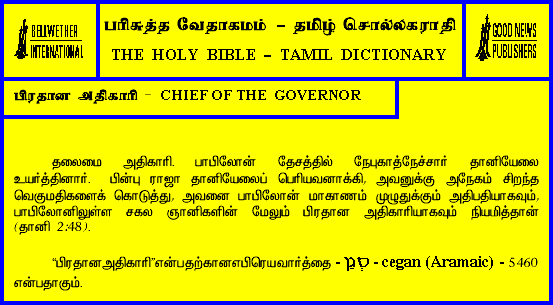 BELLWETHER
INTERNATIONAL
பரிசுத்த வேதாகமம் – தமிழ் சொல்லகராதி
THE HOLY BIBLE – TAMIL DICTIONARY
GOOD NEWS
PUBLISHERS
பிரதான அதிகாரி - CHIEF OF THE GOVERNOR
தலைமை அதிகாரி. பாபிலோன் தேசத்தில் நேபுகாத்நேச்சார் தானியேலை
உயர்த்தினார். பின்பு ராஜா தானியேலைப் பெரியவனாக்கி, அவனுக்கு அநேகம் சிறந்த
வெகுமதிகளைக் கொடுத்து, அவனை பாபிலோன் மாகாணம் முழுதுக்கும் அதிபதியாகவும்,
பாபிலோனிலுள்ள சகல ஞானிகளின் மேலும் பிரதான அதிகாரியாகவும் நியமித்தான்
(தானி 2:48).
“பிரதானஅதிகாரி”என்பதற்கானஎபிரெயவார்த்தை - סְגַן - cegan (Aramaic) - 5460
என்பதாகும்.